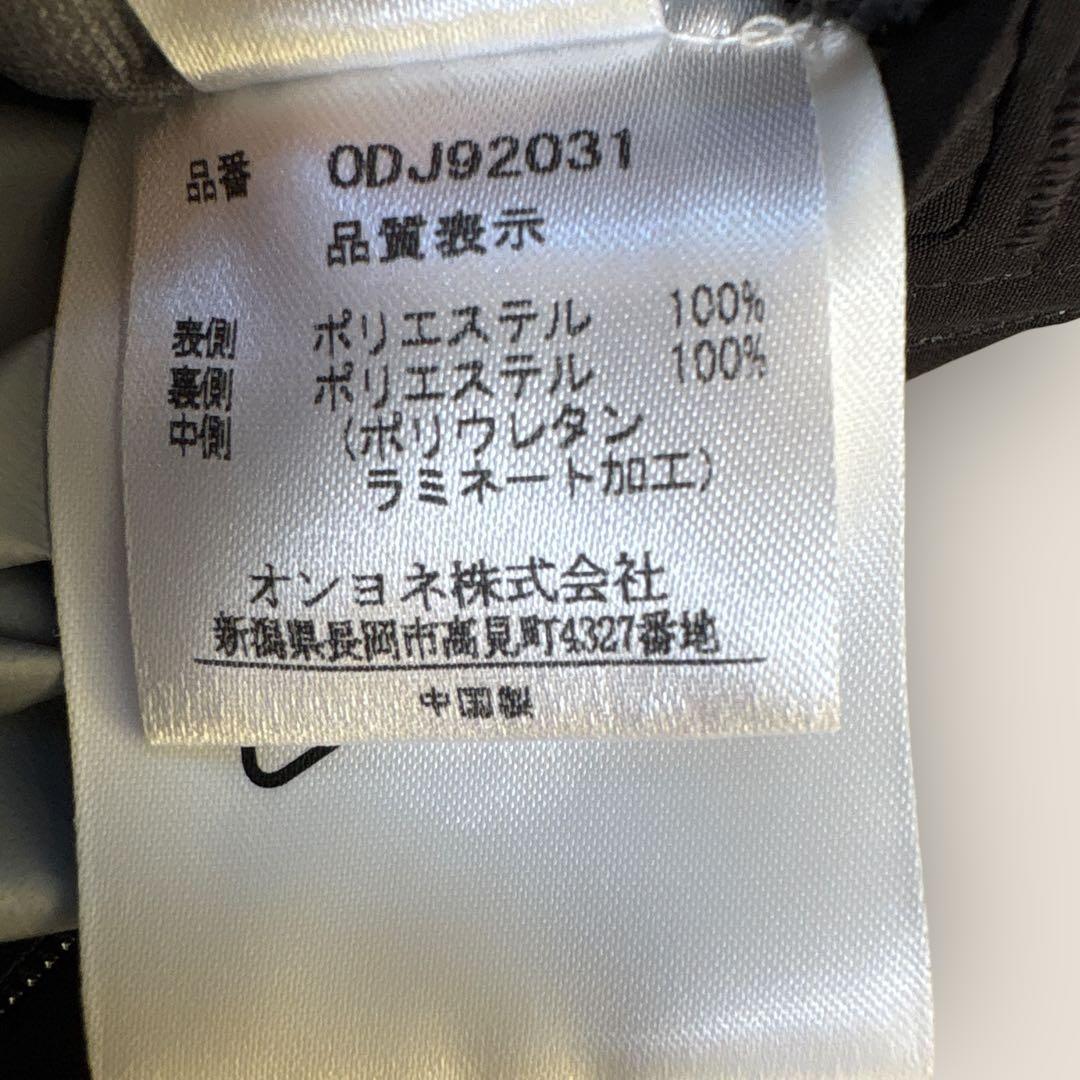 品番 ODJ92031
品質表示
表側 ポリエステル 100%
裏側 ポリエステル 100%
中側 (ポリウレタン
ラミネート加工)
オンヨネ株式会社
新潟県長岡市高見町4327番地
中国製